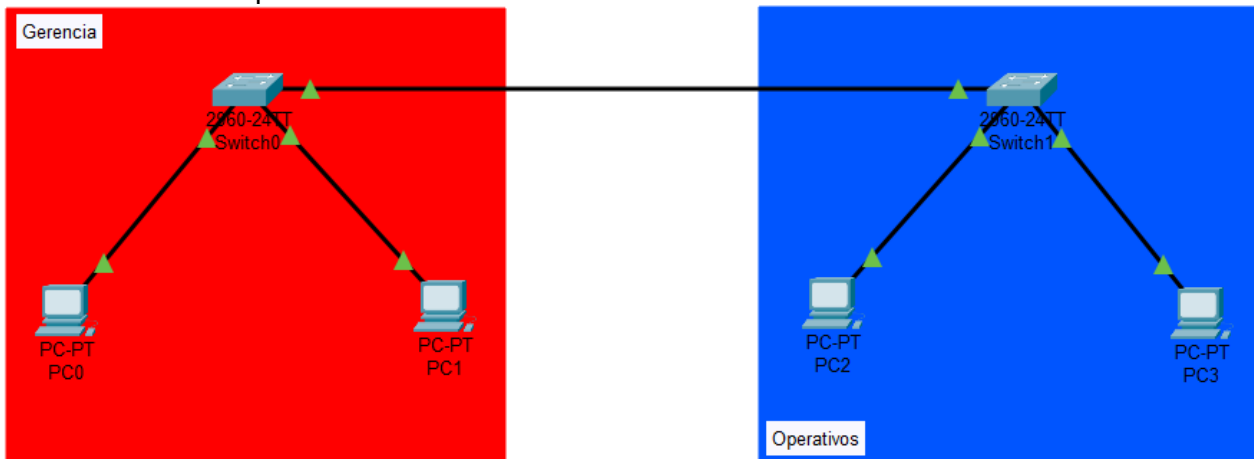 Gerencia
2960-24TT
Switch0
2960-24TT
Switch1
PC-PT
PC0
PC-PT
PC1
PC-PT
PC2
PC-PT
PC3
Operativos